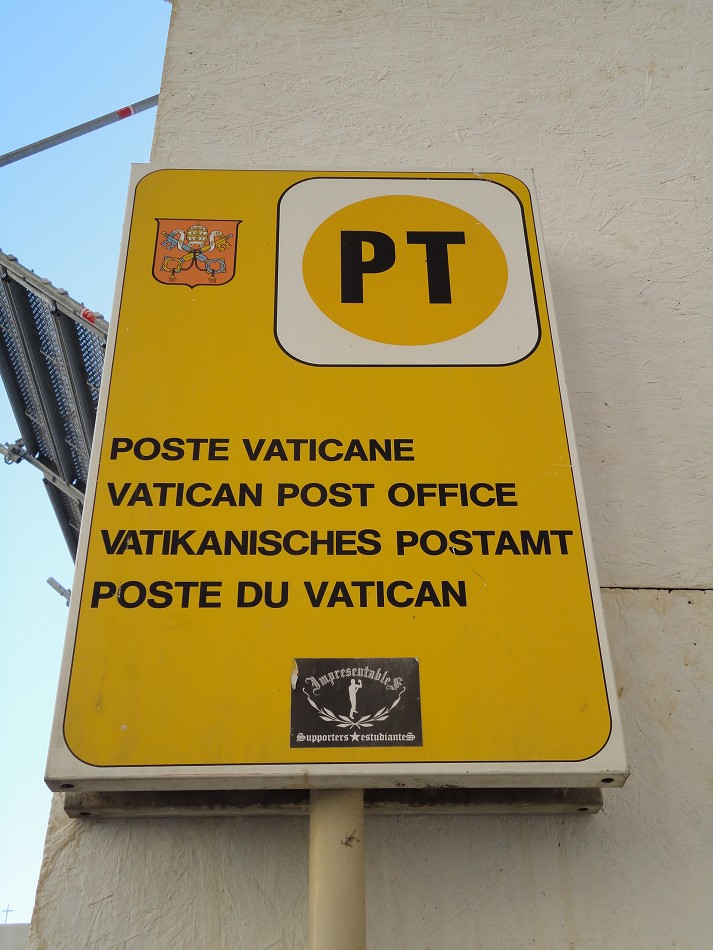 PT
POSTE VATICANE
VATICAN POST OFFICE
VATIKANISCHES POSTAMT
POSTE DU VATICAN
ImpresentableS
Supporters★estudianteS